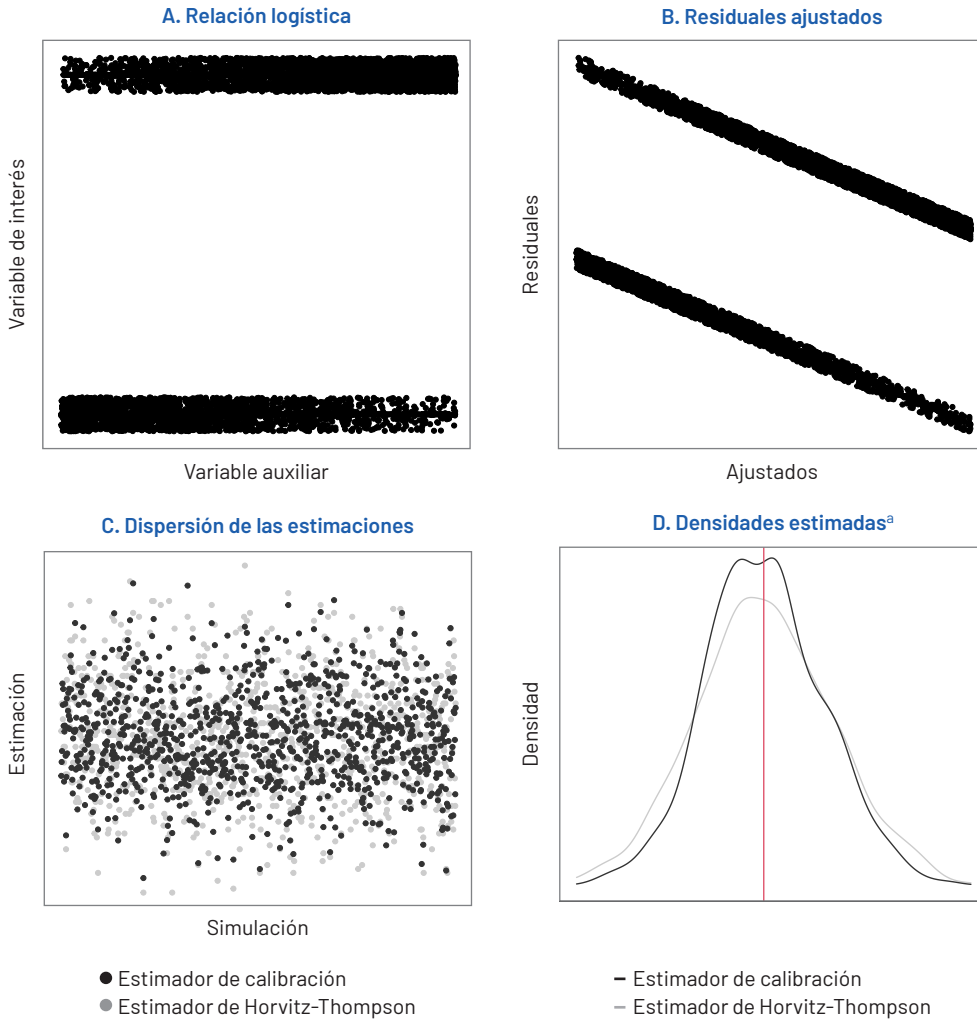 A. Relación logística
Variable de interés
Variable auxiliar
B. Residuales ajustados
Residuales
Ajustados
C. Dispersión de las estimaciones
Estimación
Simulación
Estimador de calibración
Estimador de Horvitz-Thompson
D. Densidades estimadasª
Densidad
Estimador de calibración
Estimador de Horvitz-Thompson